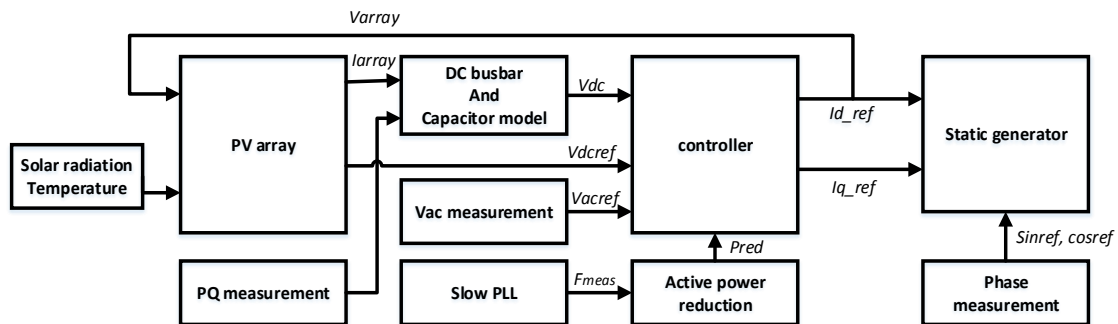 Varray
Iarray
DC busbar
And
Capacitor model
Vdc
Id_ref
PV array
controller
Static generator
Solar radiation
Temperature
Vdcref
Iq_ref
Vac measurement
Vacref
Pred
Sinref, cosref
PQ measurement
Slow PLL
Fmeas
Active power
reduction
Phase
measurement